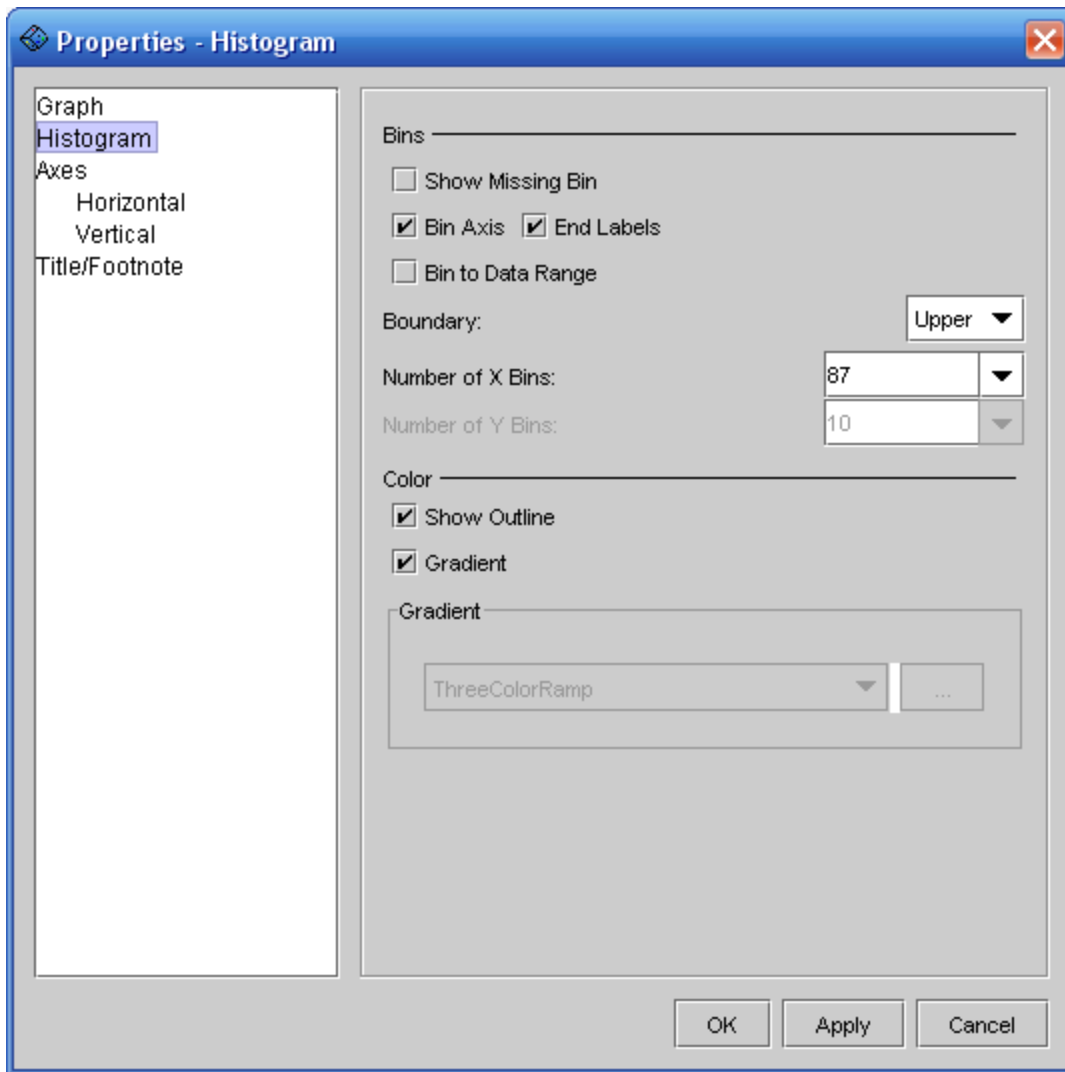 Properties - Histogram
Graph
Histogram
Axes
Horizontal
Vertical
Title/Footnote
Bins
Show Missing Bin
Bin Axis End Labels
Bin to Data Range
Boundary: Upper
Number of X Bins: 87
Number of Y Bins: 10
Color
Show Outline
Gradient
Gradient
ThreeColorRamp ...
OK Apply Cancel